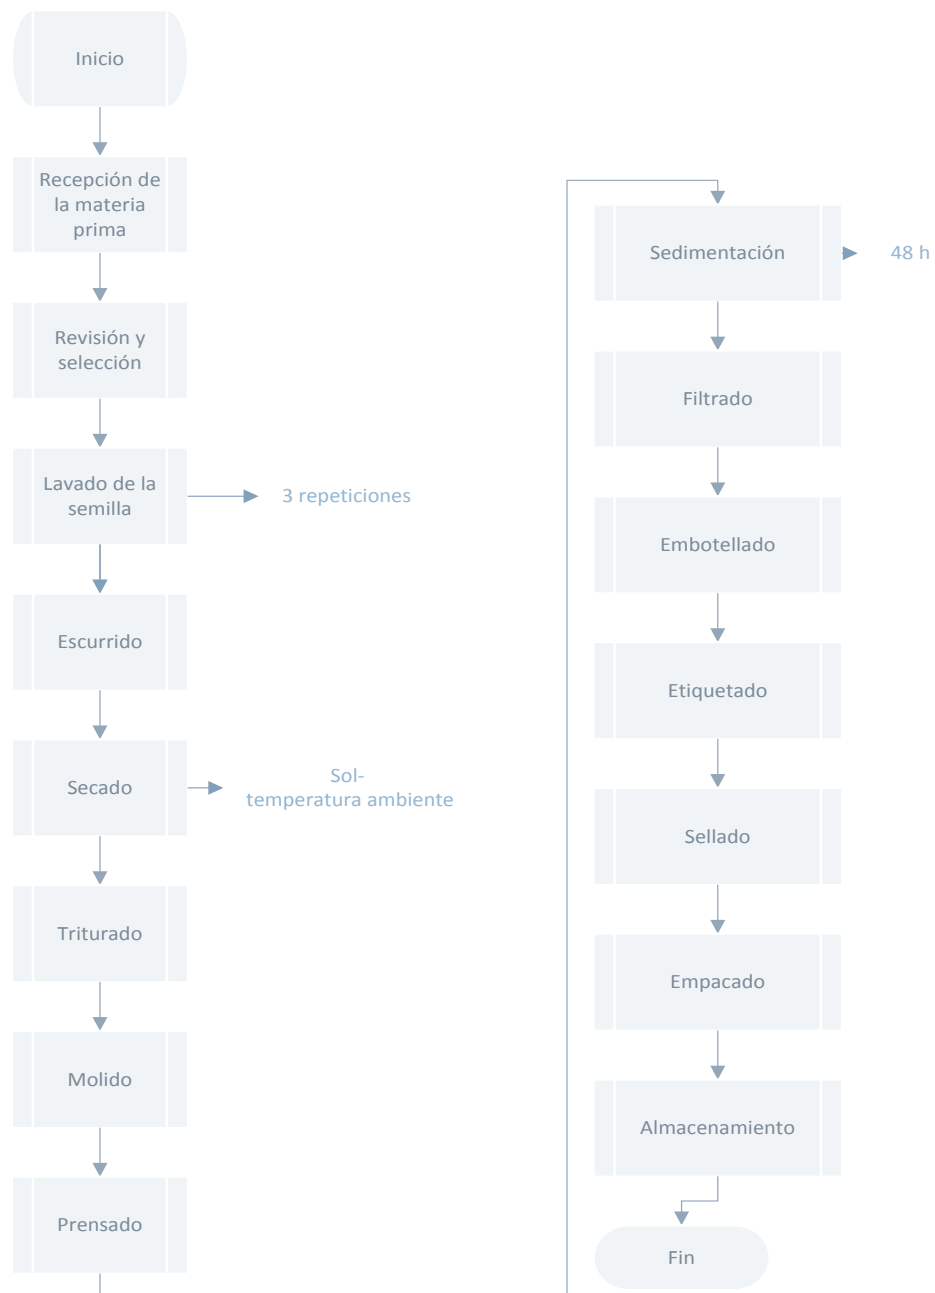 Inicio
Recepción de
la materia
prima
Revisión y
selección
Lavado de la
semilla
3 repeticiones
Escurrido
Secado
Sol-
temperatura ambiente
Triturado
Molido
Prensado
Sedimentación
48 h
Filtrado
Embotellado
Etiquetado
Sellado
Empacado
Almacenamiento
Fin